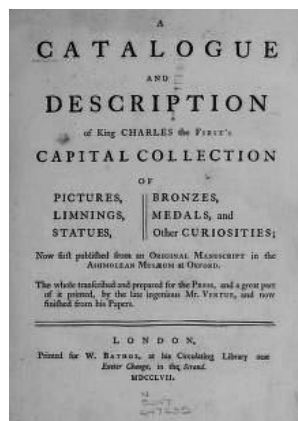 A
CATALOGUE
AND
DESCRIPTION
of King CHARLES the FIRST's
CAPITAL COLLECTION
OF
PICTURES,
LIMNINGS,
STATUES,
BRONZES,
MEDALS, and
Other CURIOSITIES;
Now first published from an ORIGINAL MANUSCRIPT in the
ASHMOLEAN MUSÆUM at OXFORD.
The whole transcribed and prepared for the PRESS, and a great part
of it printed, by the late ingenious Mr. VERTUE, and now
finished from his Papers.
LONDON,
Printed for W. BATHOE, at his Circulating Library near
Exeter Change, in the Strand.
MDCCLVII.